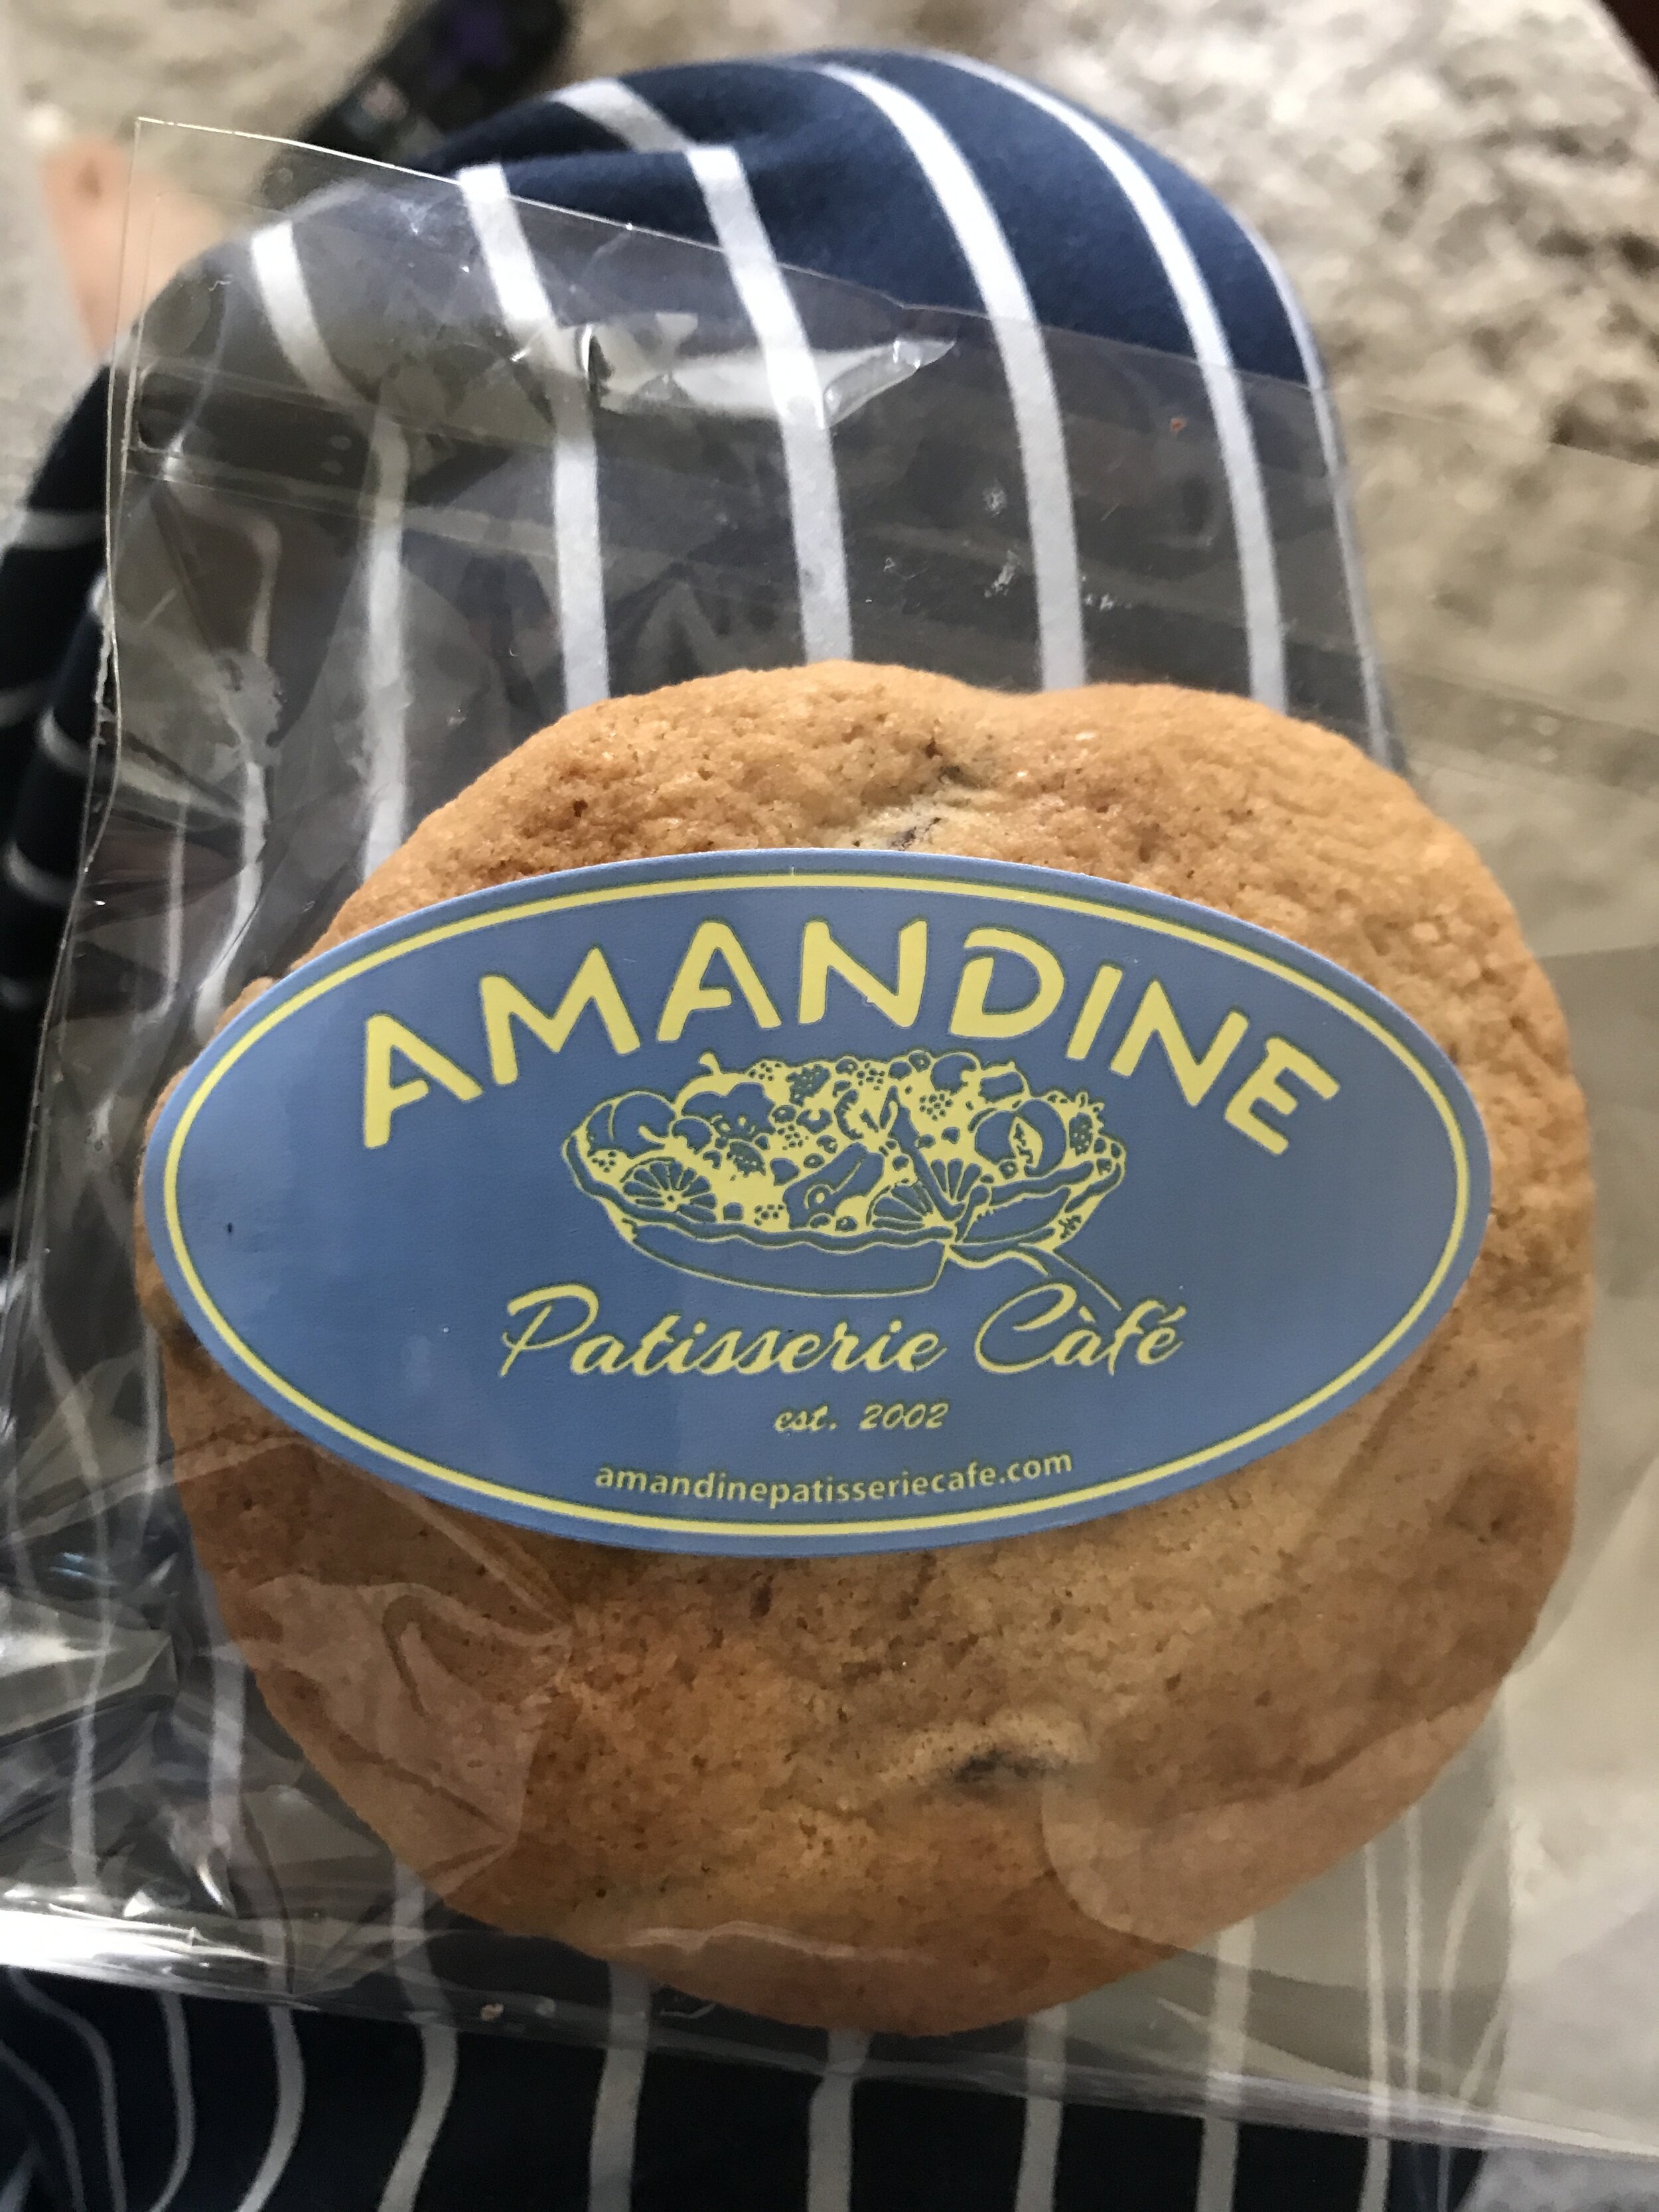 AMANDINE
Patisserie Càfé
est. 2002
amandinepatisseriecafe.com